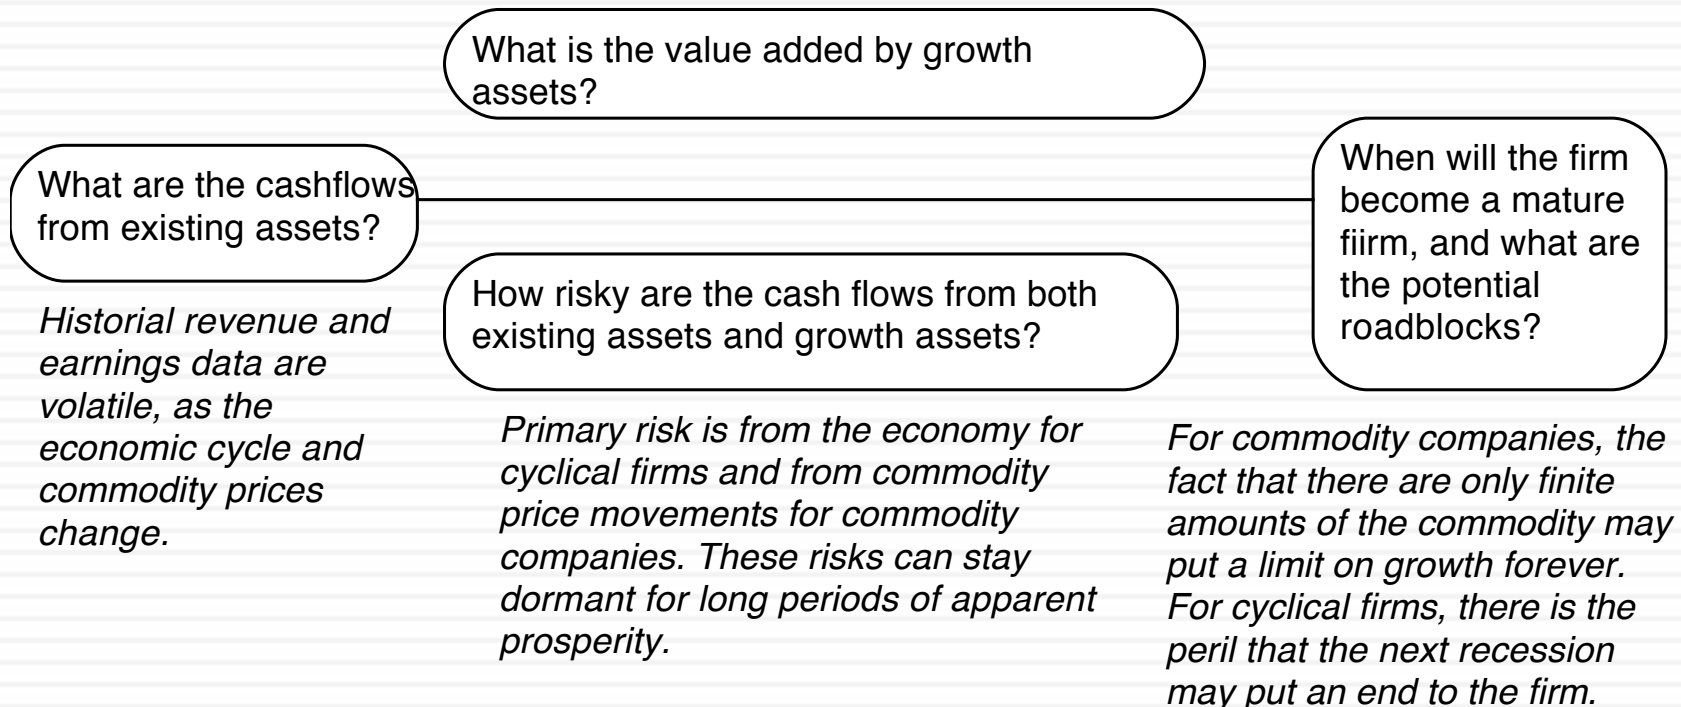 What is the value added by growth
assets?
What are the cashflows
from existing assets?
When will the firm
become a mature
fiirm, and what are
the potential
roadblocks?
How risky are the cash flows from both
existing assets and growth assets?
Historial revenue and
earnings data are
volatile, as the
economic cycle and
commodity prices
change.
Primary risk is from the economy for
cyclical firms and from commodity
price movements for commodity
companies. These risks can stay
dormant for long periods of apparent
prosperity.
For commodity companies, the
fact that there are only finite
amounts of the commodity may
put a limit on growth forever.
For cyclical firms, there is the
peril that the next recession
may put an end to the firm.